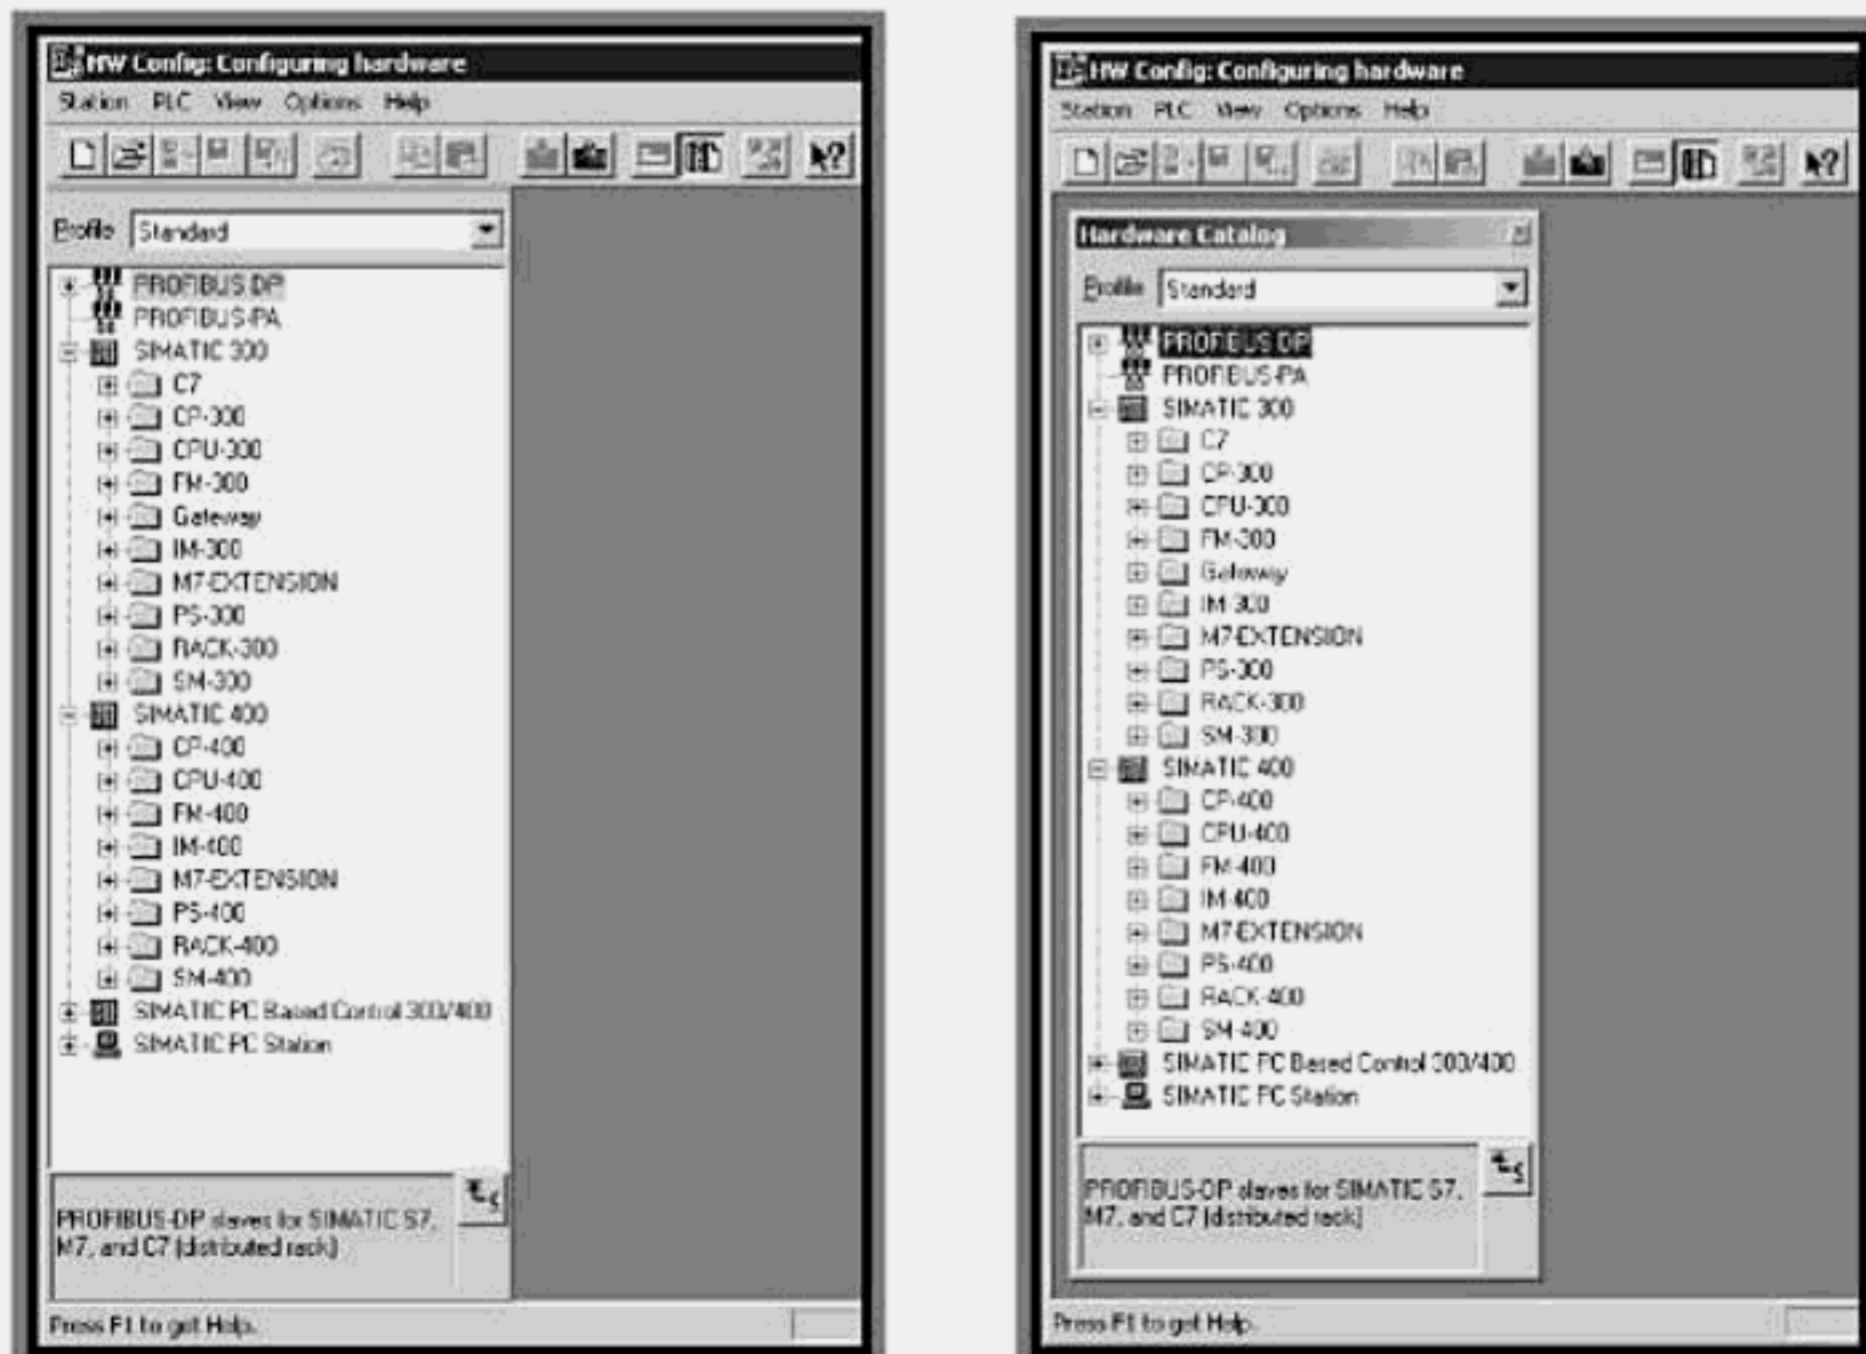 HW Config: Configuring hardware
Station PLC View Options Help
Profile Standard
PROFIBUS DP
PROFIBUS-PA
SIMATIC 300
C7
CP-300
CPU-300
FM-300
Gateway
IM-300
M7-EXTENSION
PS-300
RACK-300
SM-300
SIMATIC 400
CP-400
CPU-400
FM-400
IM-400
M7-EXTENSION
PS-400
RACK-400
SM-400
SIMATIC PC Based Control 300/400
SIMATIC PC Station
PROFIBUS-DP slaves for SIMATIC S7,
M7, and C7 (distributed rack)
Press F1 to get Help.
HW Config: Configuring hardware
Station PLC View Options Help
Hardware Catalog
Profile Standard
PROFIBUS DP
PROFIBUS-PA
SIMATIC 300
C7
CP-300
CPU-300
FM-300
Gateway
IM-300
M7-EXTENSION
PS-300
RACK-300
SM-300
SIMATIC 400
CP-400
CPU-400
FM-400
IM-400
M7-EXTENSION
PS-400
RACK-400
SM-400
SIMATIC PC Based Control 300/400
SIMATIC PC Station
PROFIBUS-DP slaves for SIMATIC S7,
M7, and C7 (distributed rack)
Press F1 to get Help.